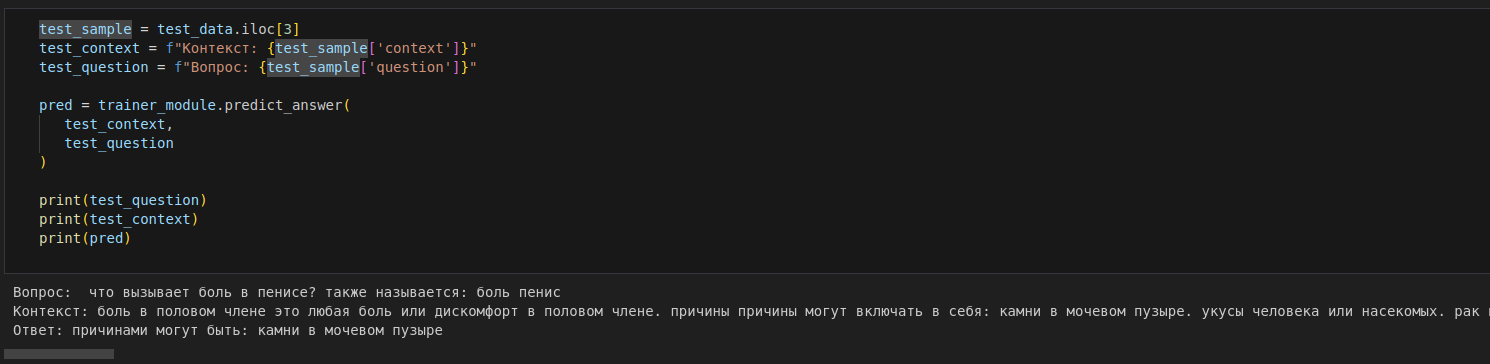 test_sample = test_data.iloc[3]
test_context = f"Контекст: {test_sample['context']}"
test_question = f"Вопрос: {test_sample['question']}"
pred = trainer_module.predict_answer(
test_context,
test_question
)
print(test_question)
print(test_context)
print(pred)
Вопрос:  что вызывает боль в пенисе? также называется: боль пенис
Контекст: боль в половом члене это любая боль или дискомфорт в половом члене. причины причины могут включать в себя: камни в мочевом пузыре. укусы человека или насекомых. рак
Ответ: причинами могут быть: камни в мочевом пузыре